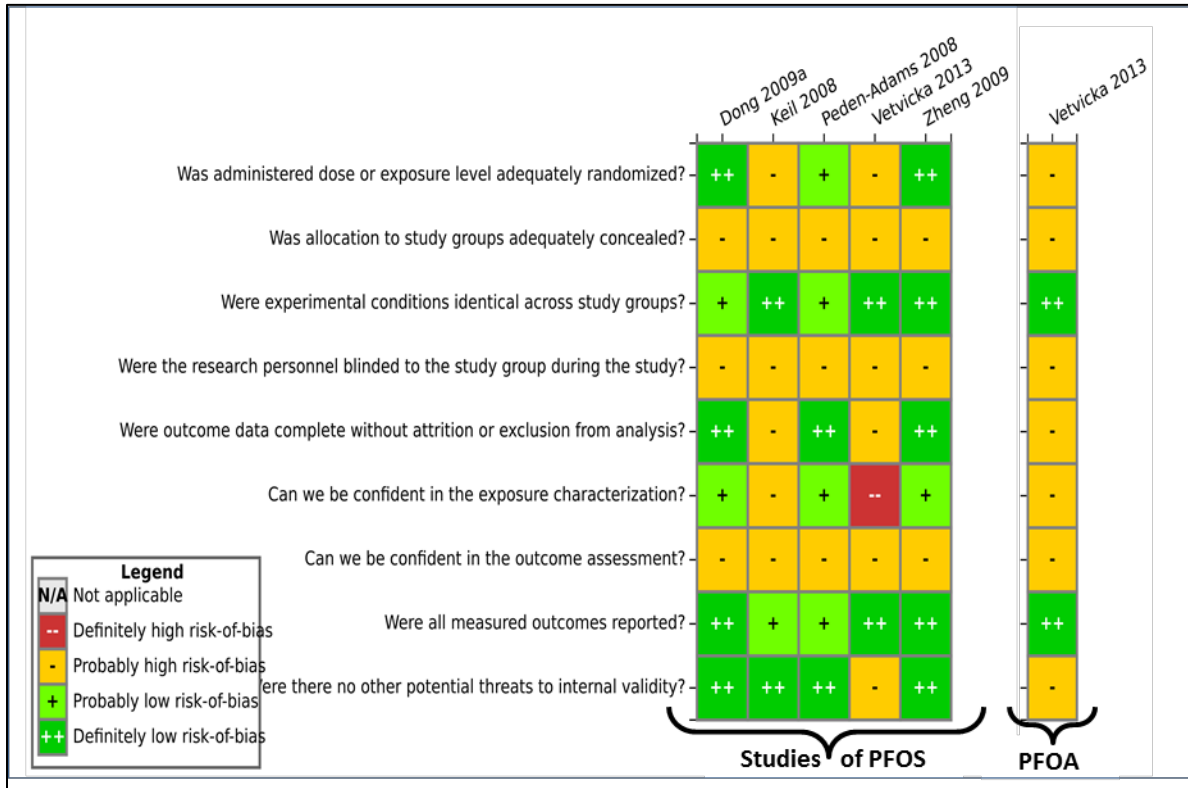 Dong 2009a Keil 2008 Peden-Adams 2008 Vetvicka 2013 Zheng 2009 Vetvicka 2013
Was administered dose or exposure level adequately randomized? ++ - + - ++ -
Was allocation to study groups adequately concealed? - - - - - -
Were experimental conditions identical across study groups? + ++ + ++ ++ ++
Were the research personnel blinded to the study group during the study? - - - - - -
Were outcome data complete without attrition or exclusion from analysis? ++ - ++ - ++ -
Can we be confident in the exposure characterization? + - + -- + -
Can we be confident in the outcome assessment? - - - - - -
Were all measured outcomes reported? ++ + + ++ ++ ++
ere there no other potential threats to internal validity? ++ ++ ++ - ++ -
Legend
N/A Not applicable
-- Definitely high risk-of-bias
- Probably high risk-of-bias
+ Probably low risk-of-bias
++ Definitely low risk-of-bias
Studies of PFOS PFOA